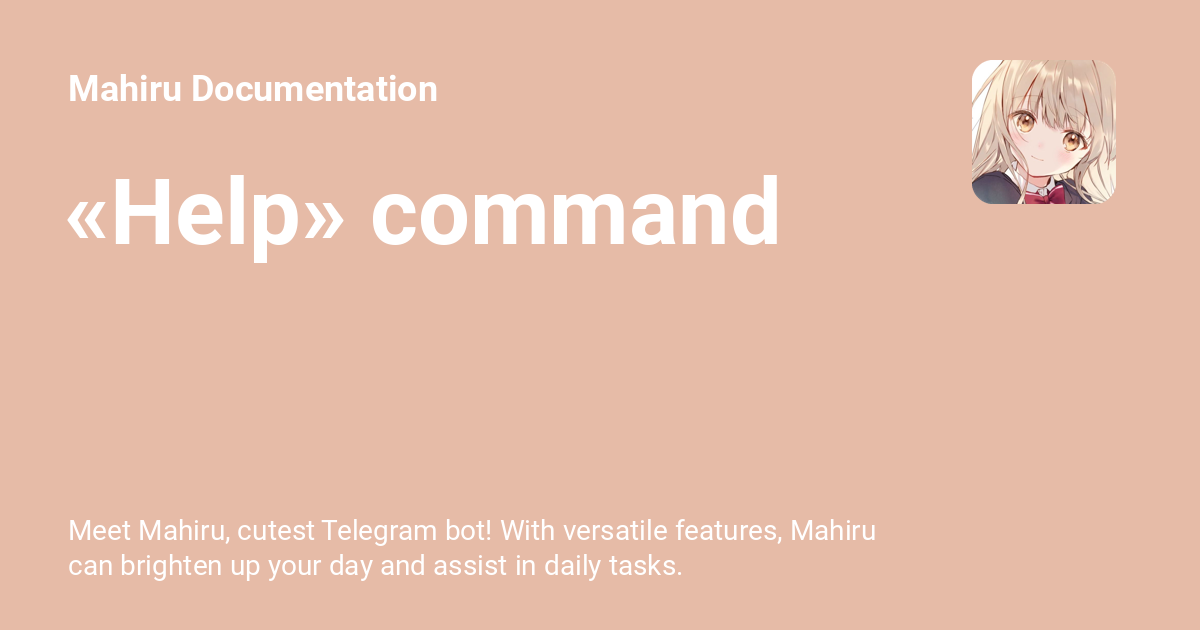 Mahiru Documentation
«Help» command
Meet Mahiru, cutest Telegram bot! With versatile features, Mahiru
can brighten up your day and assist in daily tasks.